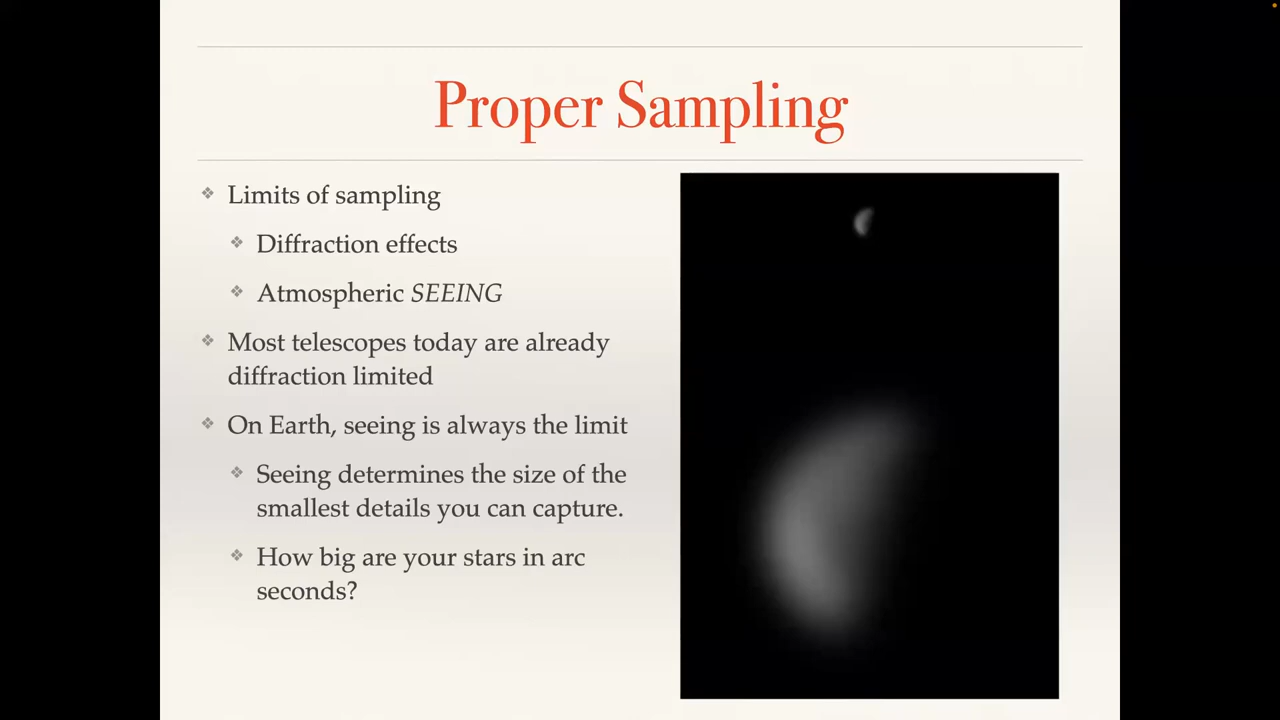 Proper Sampling
Limits of sampling
Diffraction effects
Atmospheric SEEING
Most telescopes today are already
diffraction limited
On Earth, seeing is always the limit
Seeing determines the size of the
smallest details you can capture.
How big are your stars in arc
seconds?